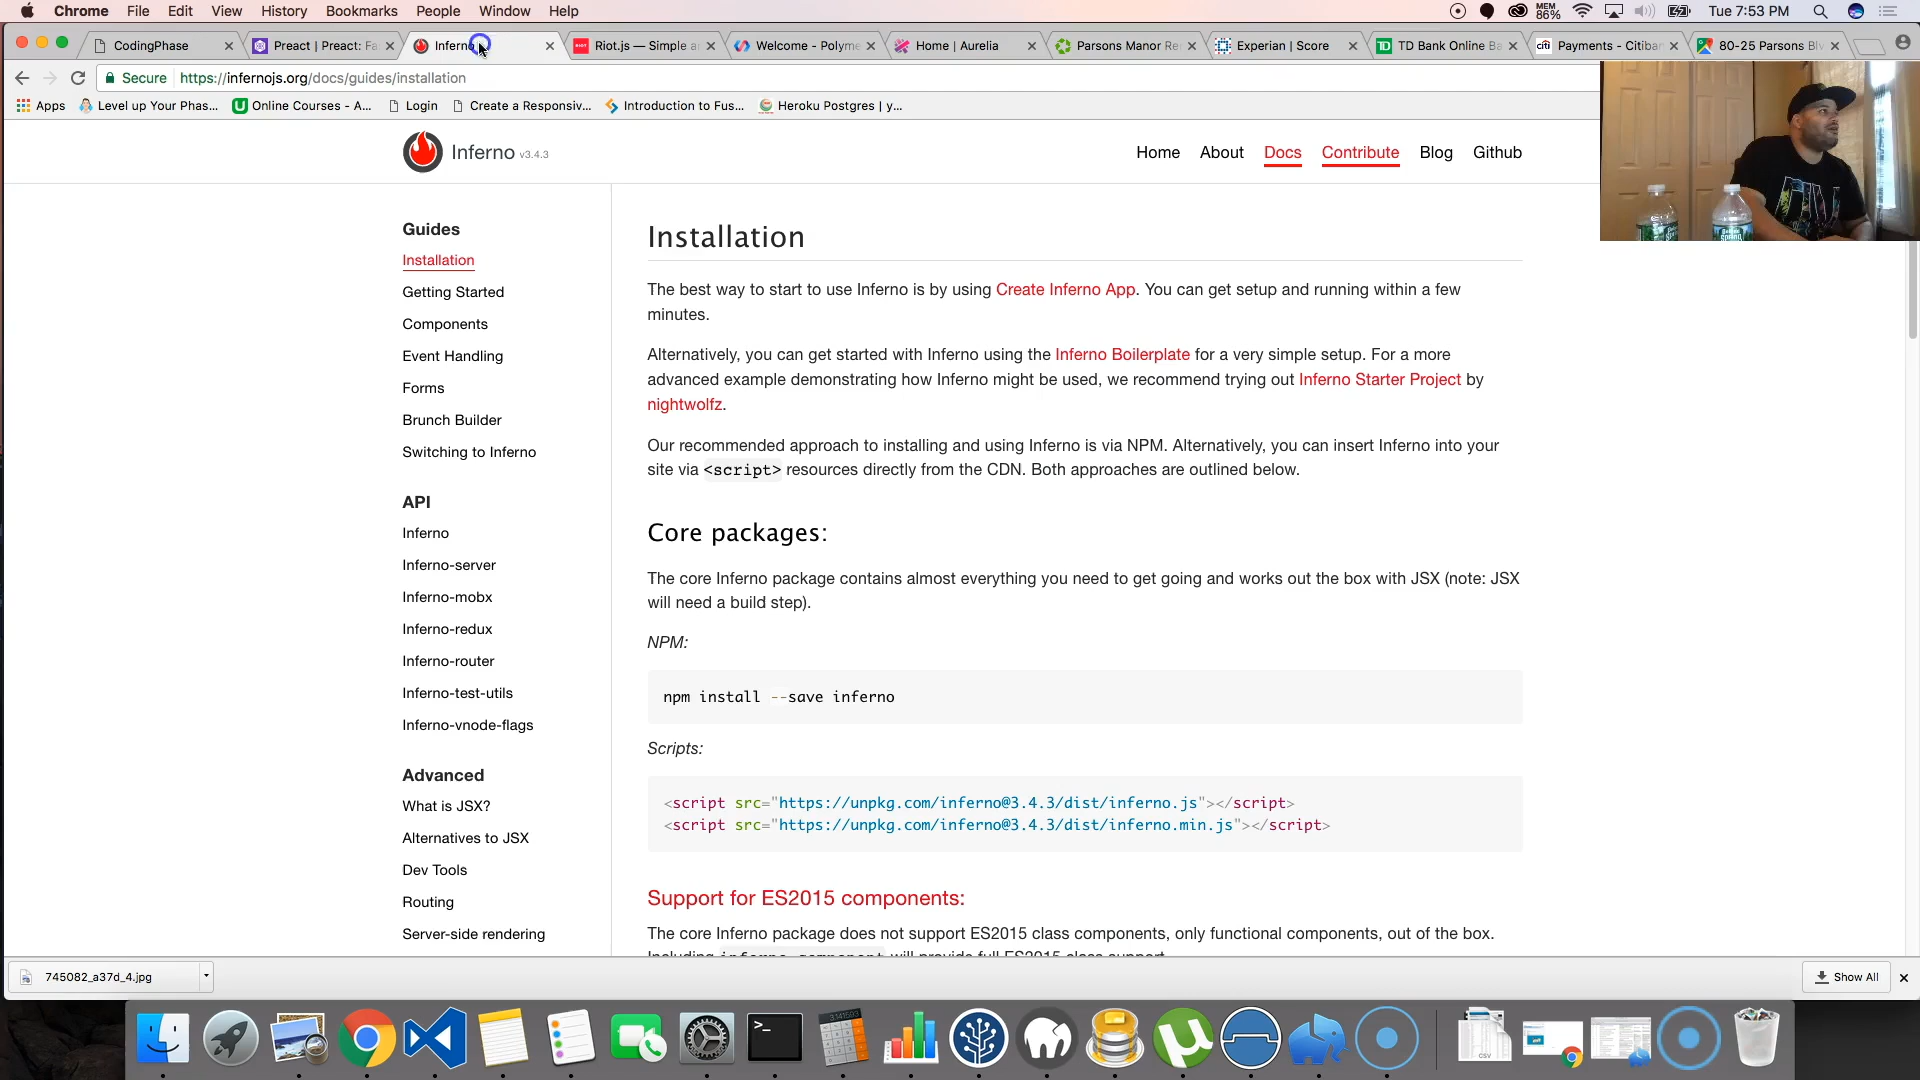 Chrome File Edit View History Bookmarks People Window Help MEM 86% Tue 7:53 PM
CodingPhase Preact | Preact: Fa Inferno Riot.js — Simple a Welcome - Polyme Home | Aurelia Parsons Manor Re Experian | Score TD Bank Online Ba citi Payments - Citiban 80-25 Parsons Blv
Secure https://infernojs.org/docs/guides/installation
Apps Level up Your Phas... Online Courses - A... Login Create a Responsiv... Introduction to Fus... Heroku Postgres | y...
Inferno v3.4.3 Home About Docs Contribute Blog Github
Guides
Installation
Getting Started
Components
Event Handling
Forms
Brunch Builder
Switching to Inferno
API
Inferno
Inferno-server
Inferno-mobx
Inferno-redux
Inferno-router
Inferno-test-utils
Inferno-vnode-flags
Advanced
What is JSX?
Alternatives to JSX
Dev Tools
Routing
Server-side rendering
Installation
The best way to start to use Inferno is by using Create Inferno App. You can get setup and running within a few
minutes.
Alternatively, you can get started with Inferno using the Inferno Boilerplate for a very simple setup. For a more
advanced example demonstrating how Inferno might be used, we recommend trying out Inferno Starter Project by
nightwolfz.
Our recommended approach to installing and using Inferno is via NPM. Alternatively, you can insert Inferno into your
site via <script> resources directly from the CDN. Both approaches are outlined below.
Core packages:
The core Inferno package contains almost everything you need to get going and works out the box with JSX (note: JSX
will need a build step).
NPM:
npm install --save inferno
Scripts:
<script src="https://unpkg.com/inferno@3.4.3/dist/inferno.js"></script>
<script src="https://unpkg.com/inferno@3.4.3/dist/inferno.min.js"></script>
Support for ES2015 components:
The core Inferno package does not support ES2015 class components, only functional components, out of the box.
Including inferno-component will provide full ES2015 class support.
745082_a37d_4.jpg Show All